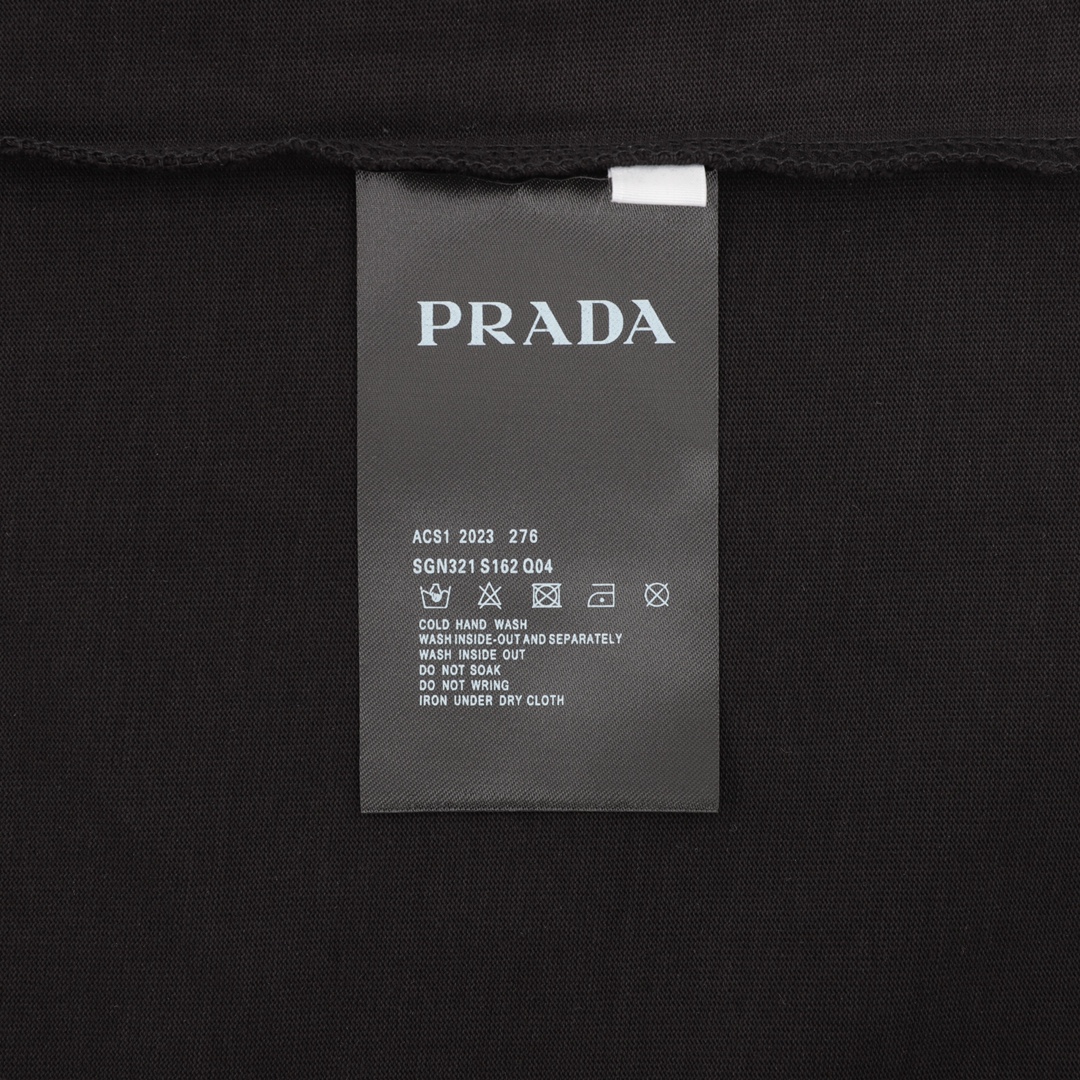 PRADA
ACS1 2023 276
SGN321 S162 Q04
COLD HAND WASH
WASH INSIDE-OUT AND SEPARATELY
WASH INSIDE OUT
DO NOT SOAK
DO NOT WRING
IRON UNDER DRY CLOTH